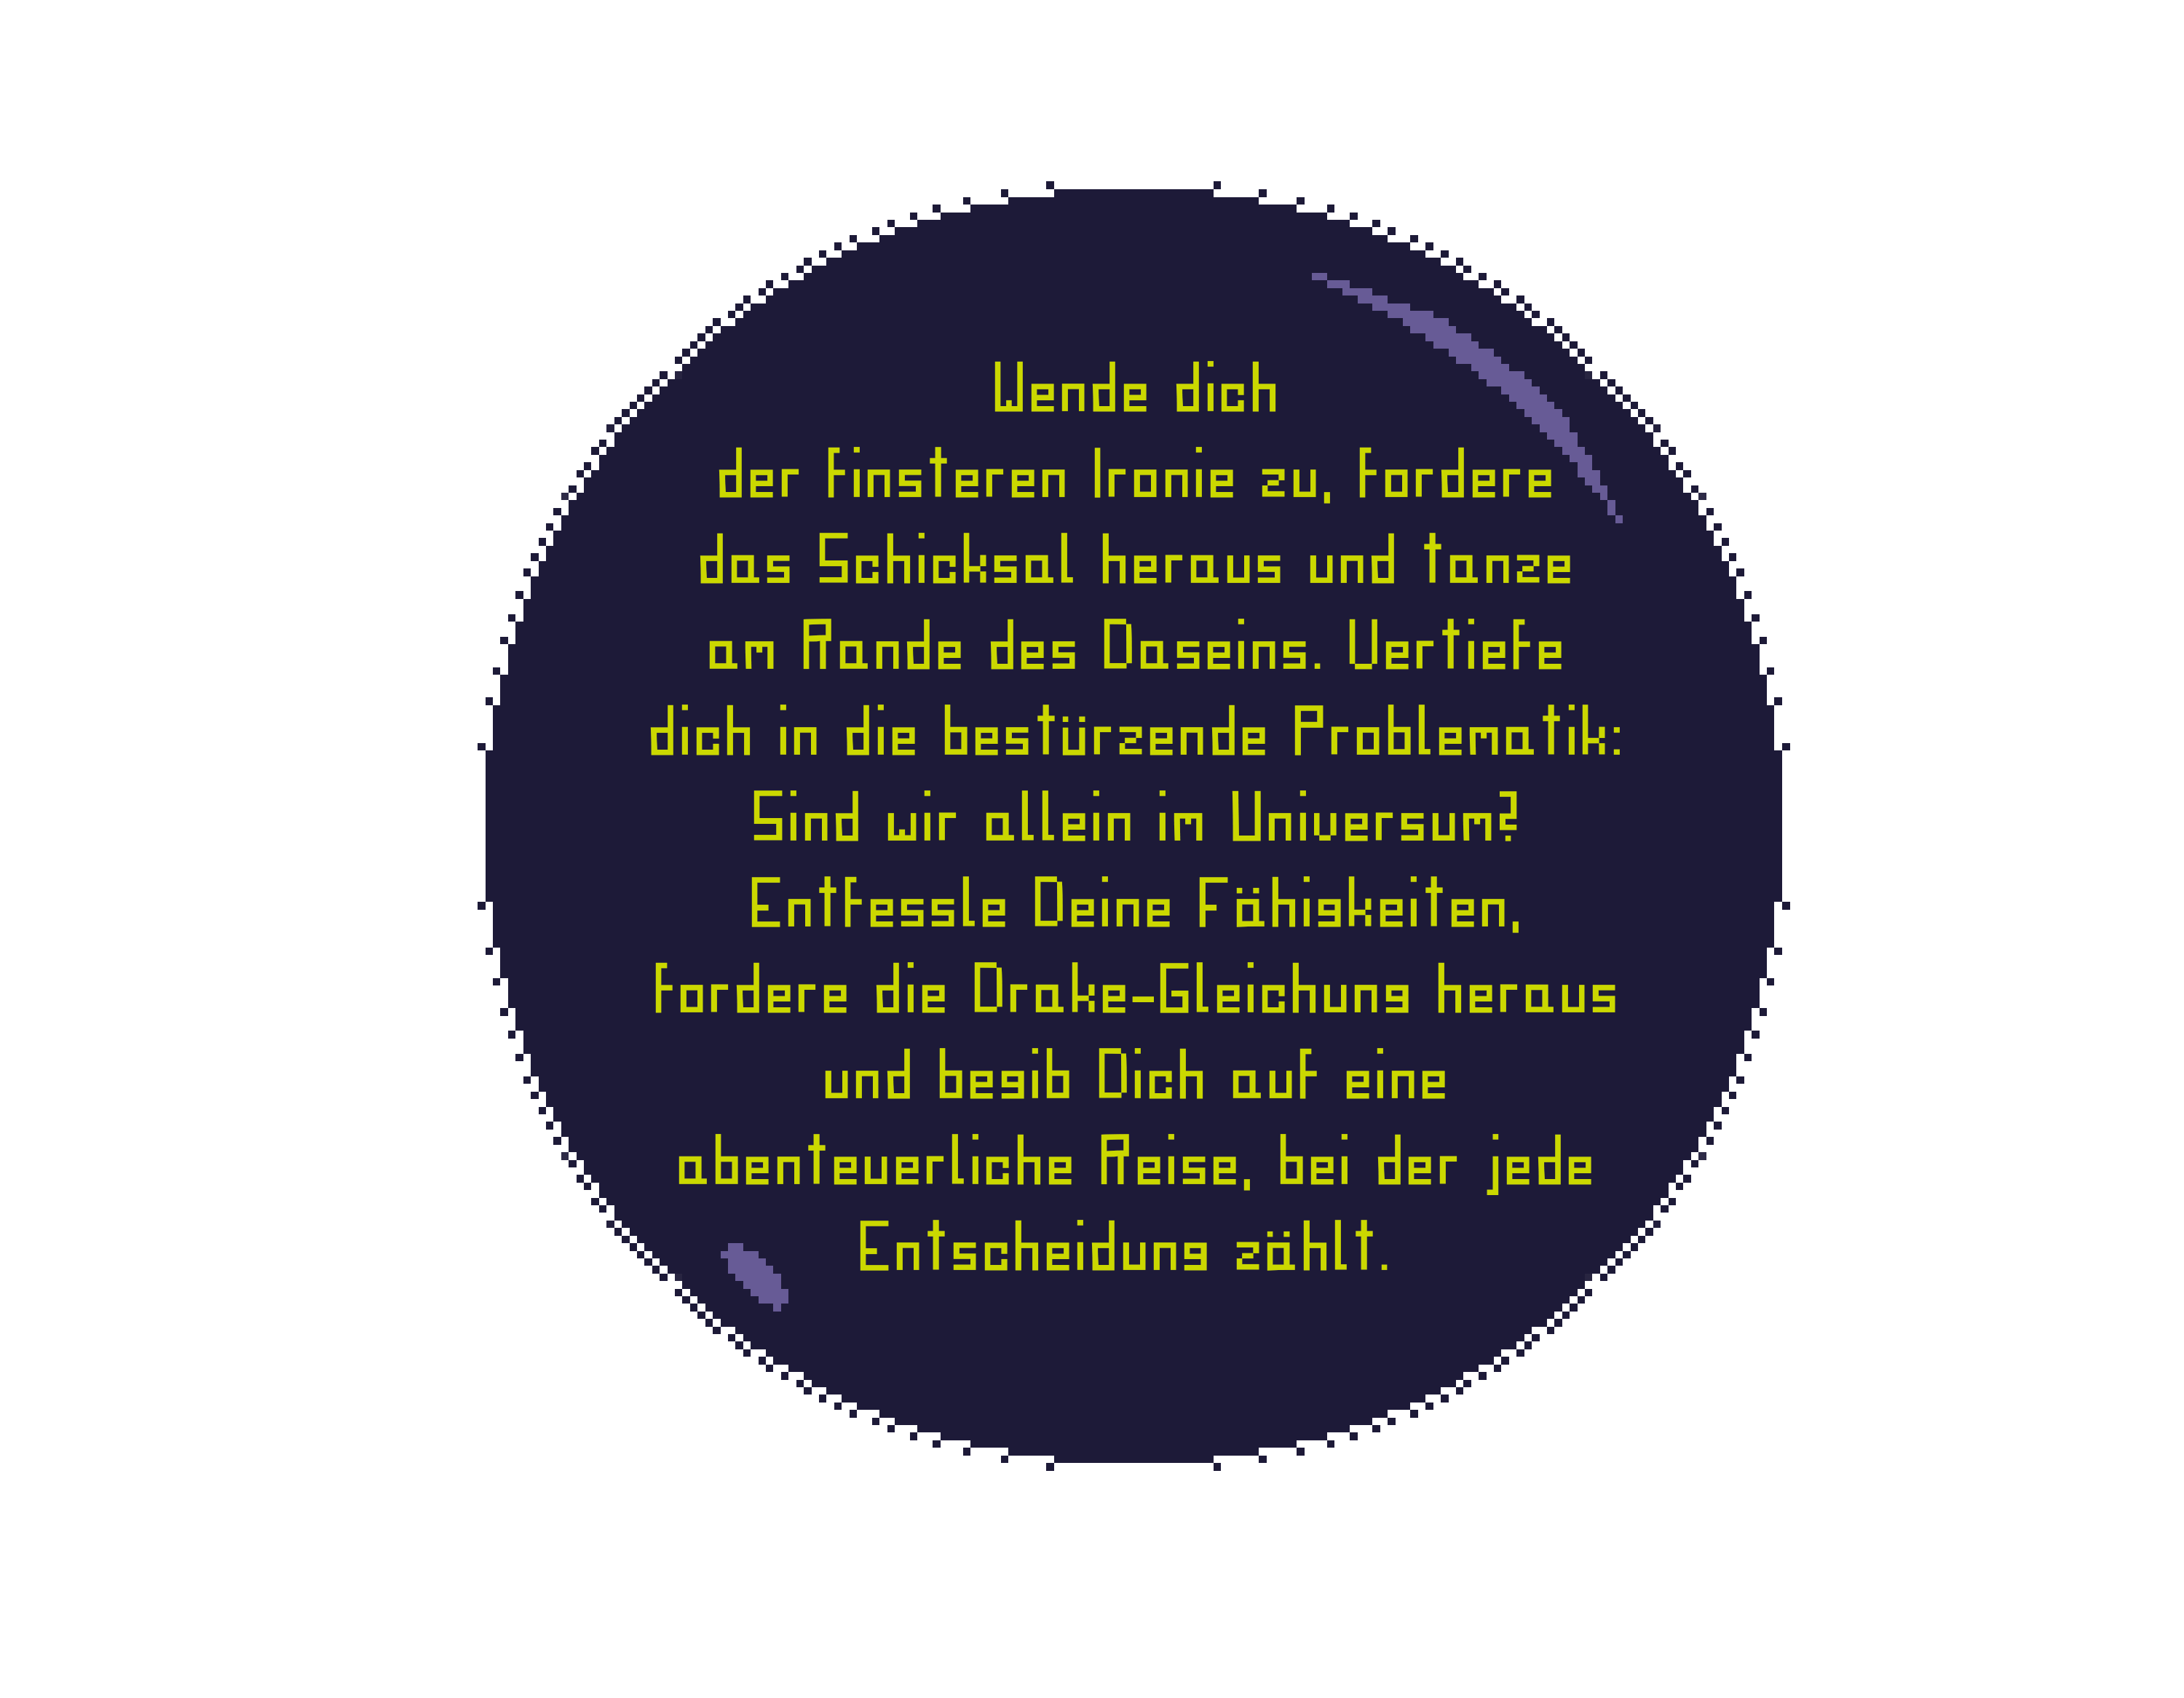 Wende dich
der finsteren Ironie zu, fordere
das Schicksal heraus und tanze
am Rande des Daseins. Vertiefe
dich in die bestürzende Problematik:
Sind wir allein im Universum?
Entfessle Deine Fähigkeiten,
fordere die Drake-Gleichung heraus
und begib Dich auf eine
abenteuerliche Reise, bei der jede
Entscheidung zählt.